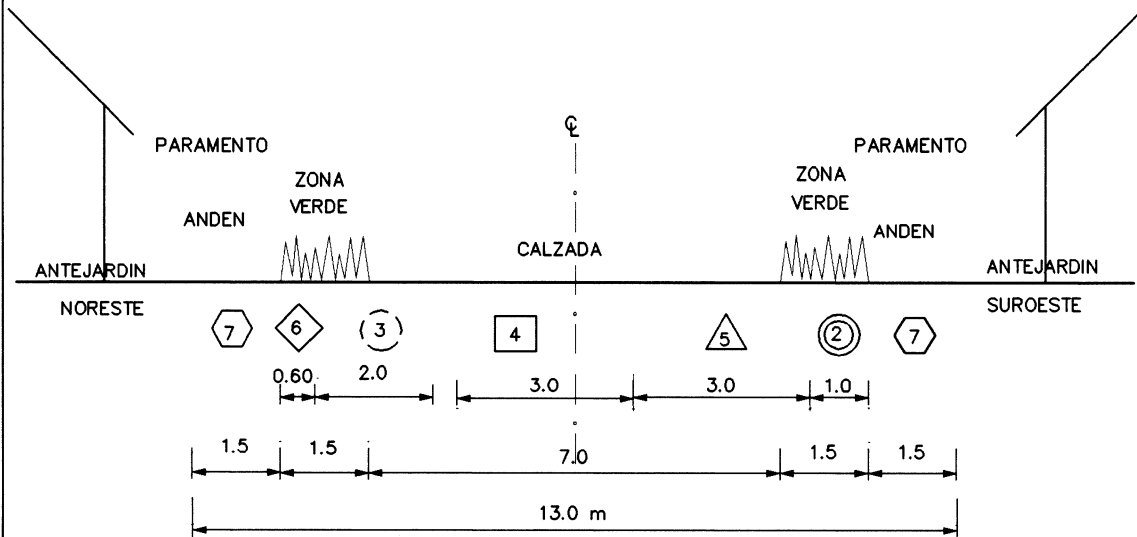 ℄
PARAMENTO
PARAMENTO
ZONA
VERDE
ZONA
VERDE
ANDEN
ANDEN
CALZADA
ANTEJARDIN
ANTEJARDIN
NORESTE
SUROESTE
7
6
3
4
5
2
7
0.60
2.0
3.0
3.0
1.0
1.5
1.5
7.0
1.5
1.5
13.0 m